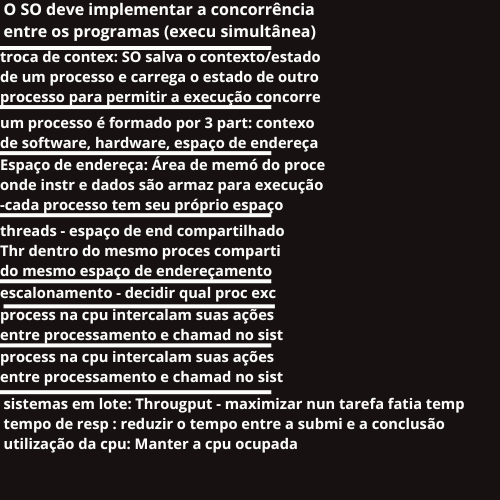 O SO deve implementar a concorrência
entre os programas (execu simultânea)
troca de contex: SO salva o contexto/estado
de um processo e carrega o estado de outro
processo para permitir a execução concorre
um processo é formado por 3 part: contexo
de software, hardware, espaço de endereça
Espaço de endereça: Área de memó do proce
onde instr e dados são armaz para execução
-cada processo tem seu próprio espaço
threads - espaço de end compartilhado
Thr dentro do mesmo proces comparti
do mesmo espaço de endereçamento
escalonamento - decidir qual proc exc
process na cpu intercalam suas ações
entre processamento e chamad no sist
process na cpu intercalam suas ações
entre processamento e chamad no sist
sistemas em lote: Througput - maximizar nun tarefa fatia temp
tempo de resp : reduzir o tempo entre a submi e a conclusão
utilização da cpu: Manter a cpu ocupada